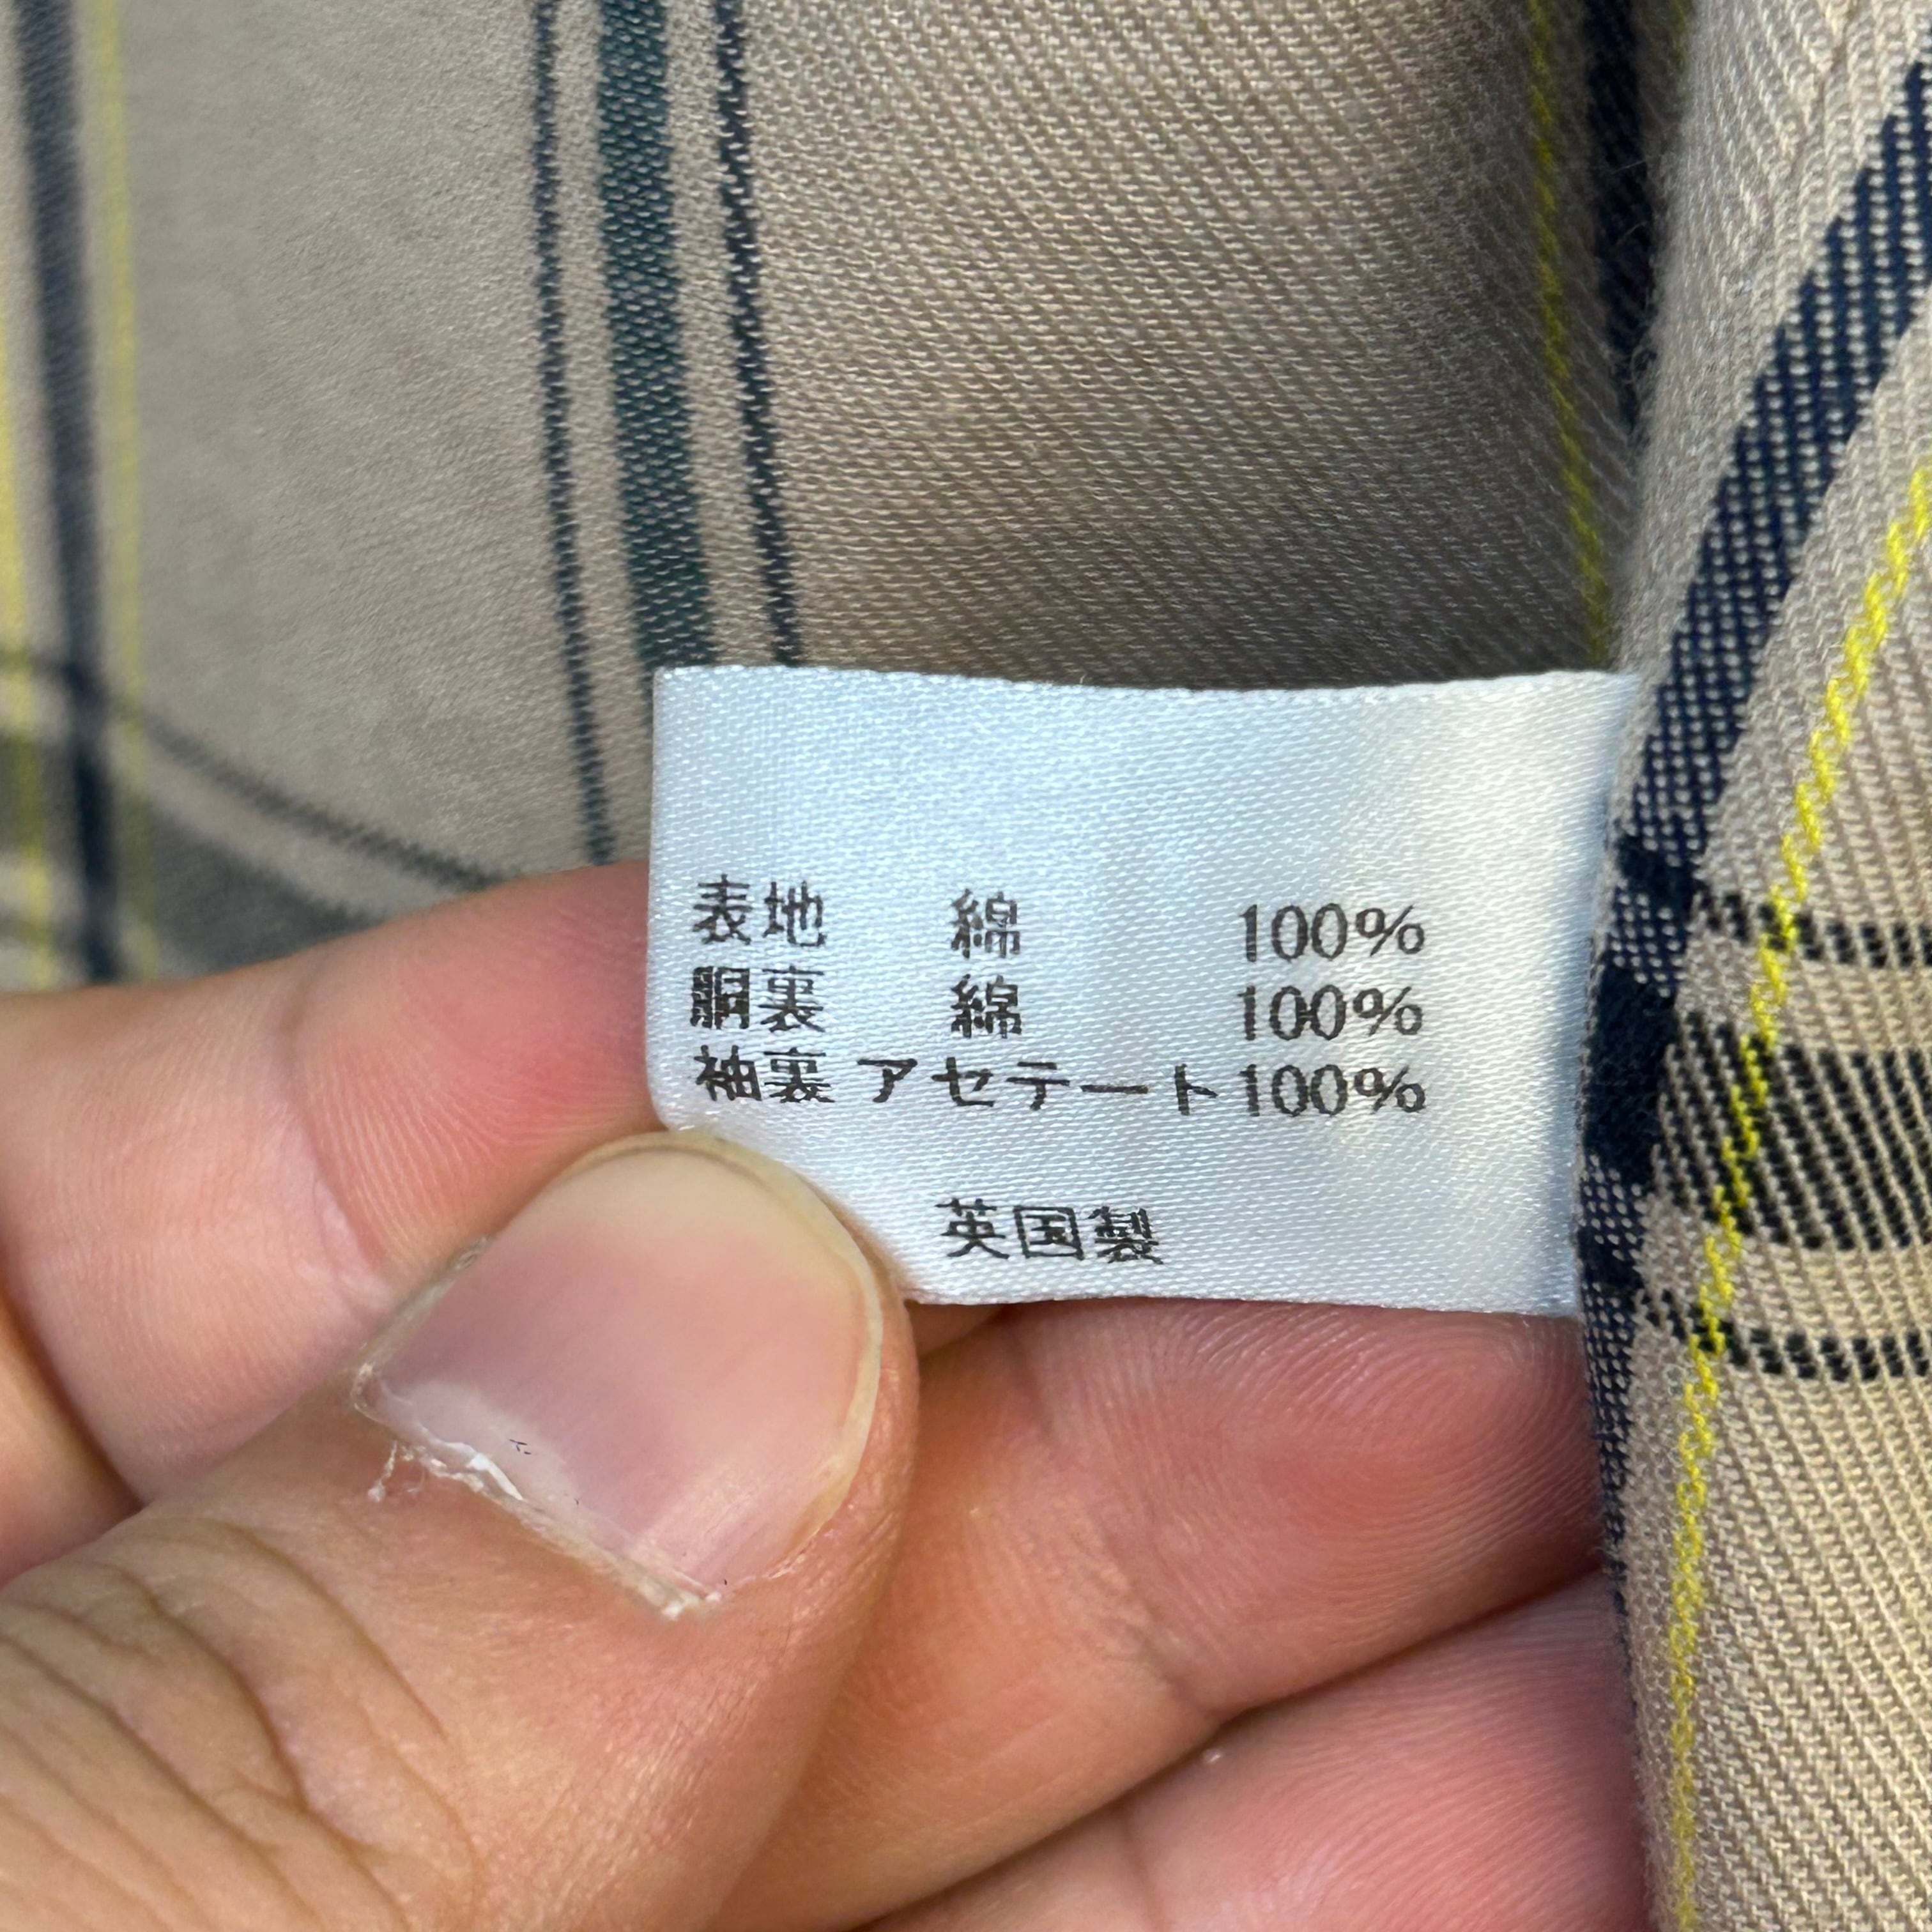 表地 綿 100%
胴裏 綿 100%
袖裏 アセテート100%
英国製